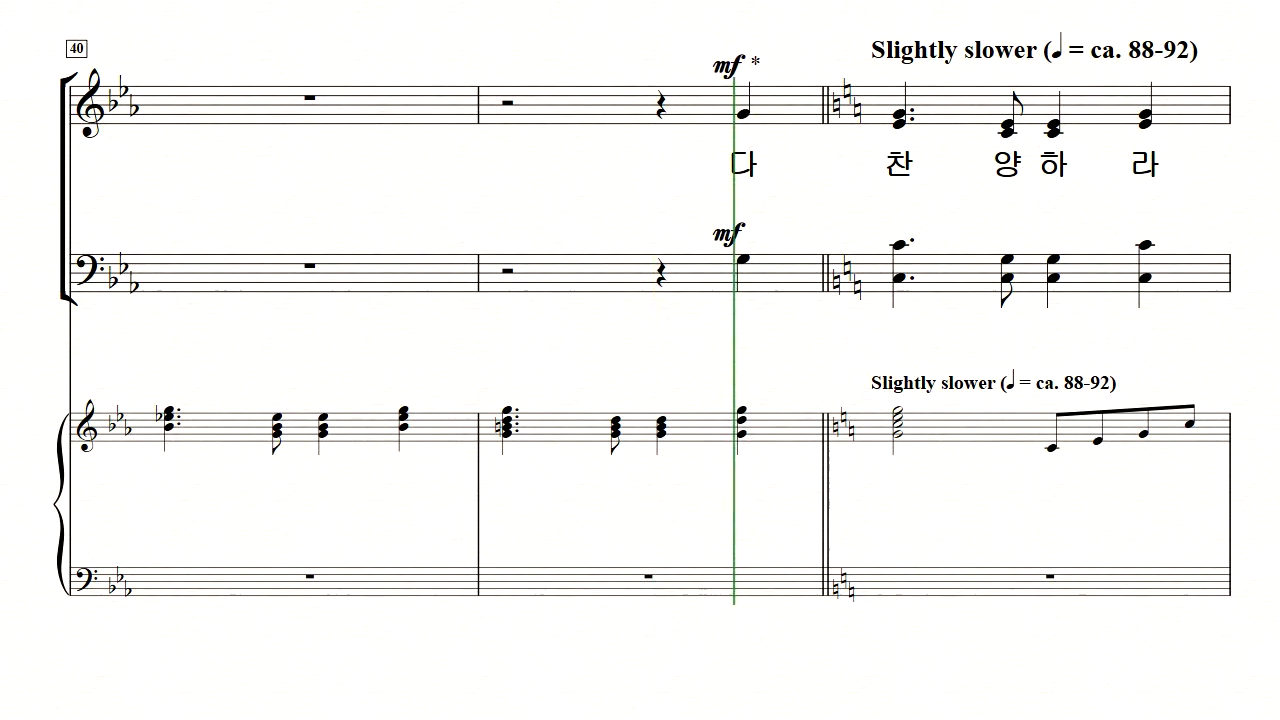 40
Slightly slower (♩ = ca. 88-92)
mf *
다 찬 양 하 라
mf
Slightly slower (♩ = ca. 88-92)